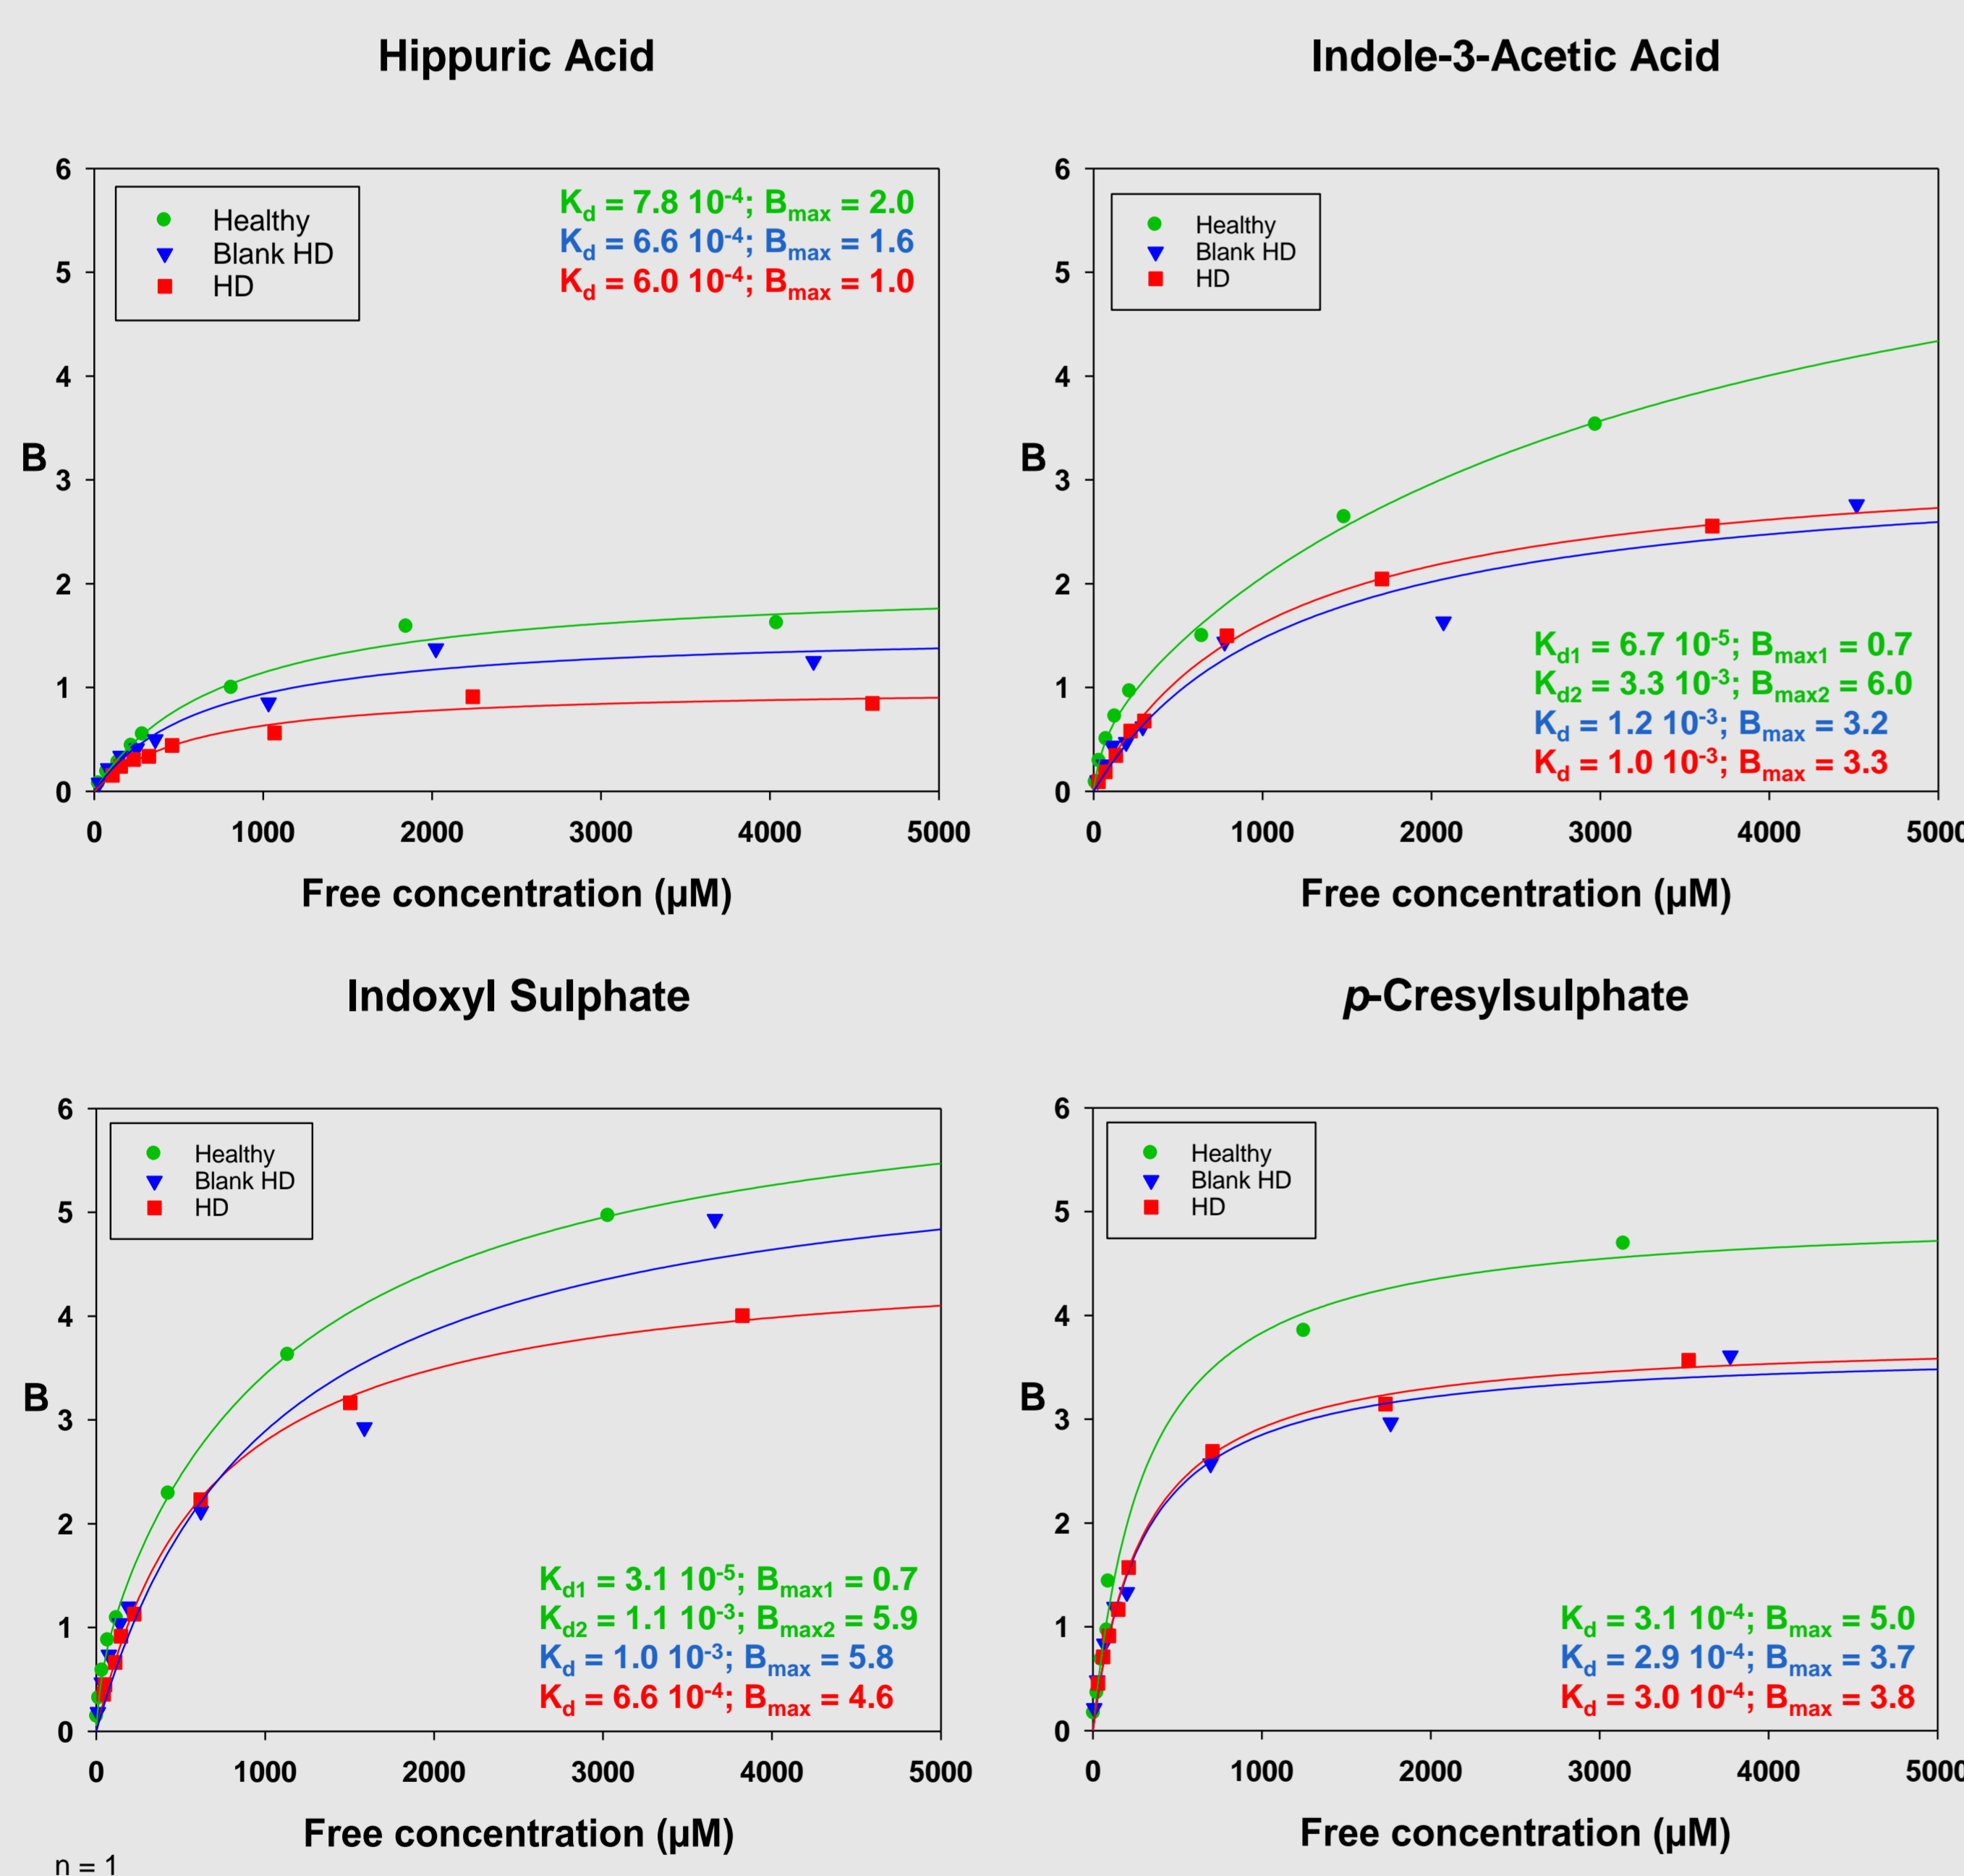 Hippuric Acid
6
5
4
3
2
1
0
B
Healthy
Blank HD
HD
Kd = 7.8 10-4; Bmax = 2.0
Kd = 6.6 10-4; Bmax = 1.6
Kd = 6.0 10-4; Bmax = 1.0
0 1000 2000 3000 4000 5000
Free concentration (µM)
Indole-3-Acetic Acid
6
5
4
3
2
1
0
B
Healthy
Blank HD
HD
Kd1 = 6.7 10-5; Bmax1 = 0.7
Kd2 = 3.3 10-3; Bmax2 = 6.0
Kd = 1.2 10-3; Bmax = 3.2
Kd = 1.0 10-3; Bmax = 3.3
0 1000 2000 3000 4000 5000
Free concentration (µM)
Indoxyl Sulphate
6
5
4
3
2
1
0
B
Healthy
Blank HD
HD
Kd1 = 3.1 10-5; Bmax1 = 0.7
Kd2 = 1.1 10-3; Bmax2 = 5.9
Kd = 1.0 10-3; Bmax = 5.8
Kd = 6.6 10-4; Bmax = 4.6
0 1000 2000 3000 4000 5000
Free concentration (µM)
n = 1
p-Cresylsulphate
6
5
4
3
2
1
0
B
Healthy
Blank HD
HD
Kd = 3.1 10-4; Bmax = 5.0
Kd = 2.9 10-4; Bmax = 3.7
Kd = 3.0 10-4; Bmax = 3.8
0 1000 2000 3000 4000 5000
Free concentration (µM)